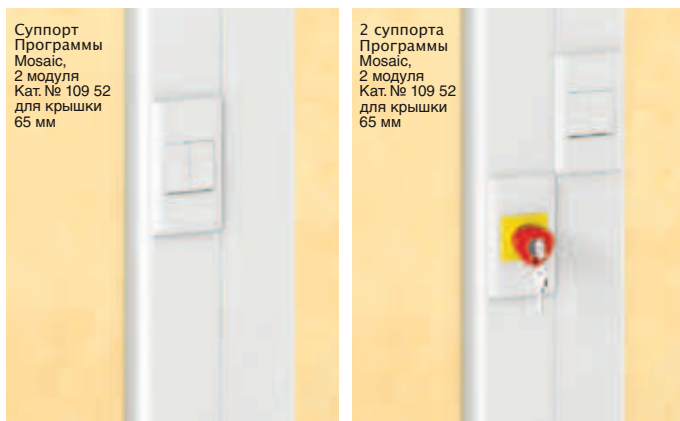 Суппорт
Программы
Mosaic,
2 модуля
Кат. № 109 52
для крышки
65 мм
2 суппорта
Программы
Mosaic,
2 модуля
Кат. № 109 52
для крышки
65 мм